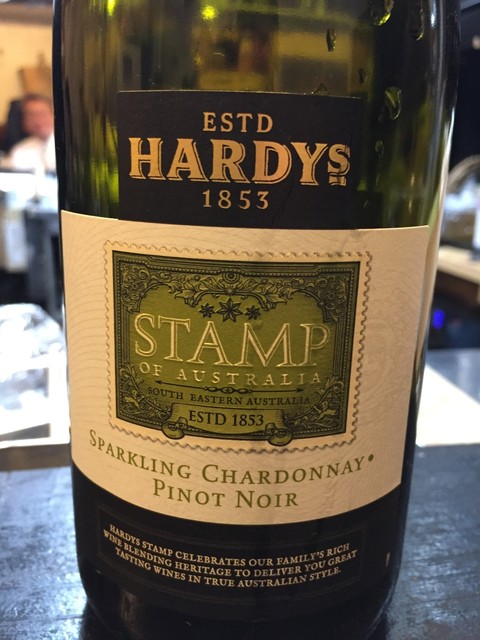 ESTD
HARDYS
1853
STAMP
OF AUSTRALIA
SOUTH EASTERN AUSTRALIA
ESTD 1853
SPARKLING CHARDONNAY •
PINOT NOIR
HARDYS STAMP CELEBRATES OUR FAMILY'S RICH
WINE BLENDING HERITAGE TO DELIVER YOU GREAT
TASTING WINES IN TRUE AUSTRALIAN STYLE.